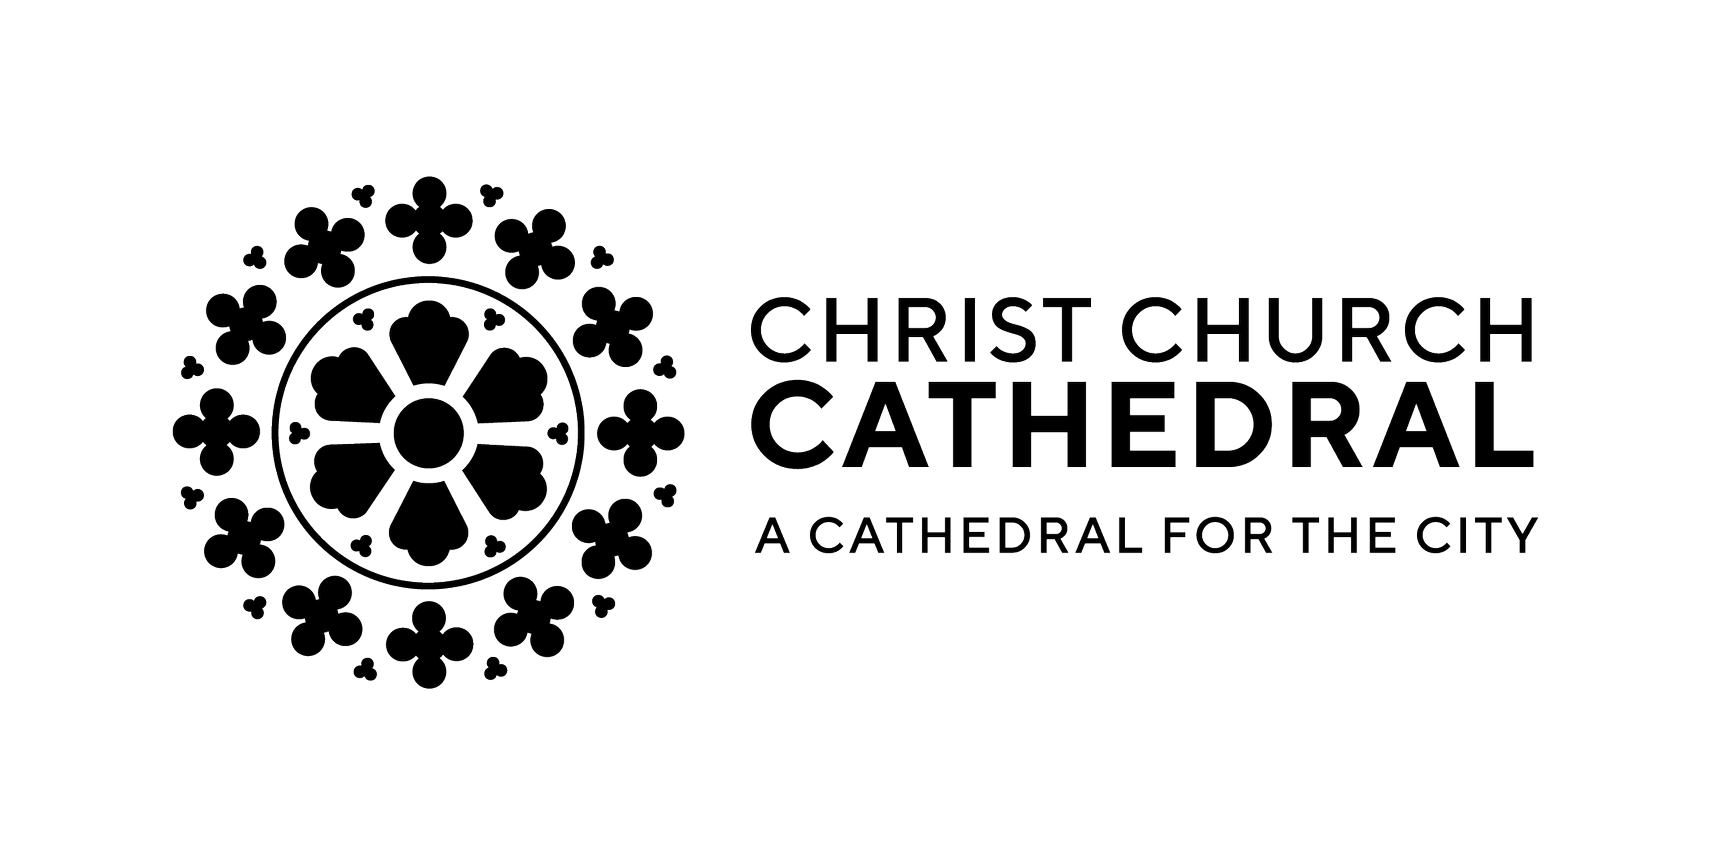 CHRIST CHURCH
CATHEDRAL
A CATHEDRAL FOR THE CITY